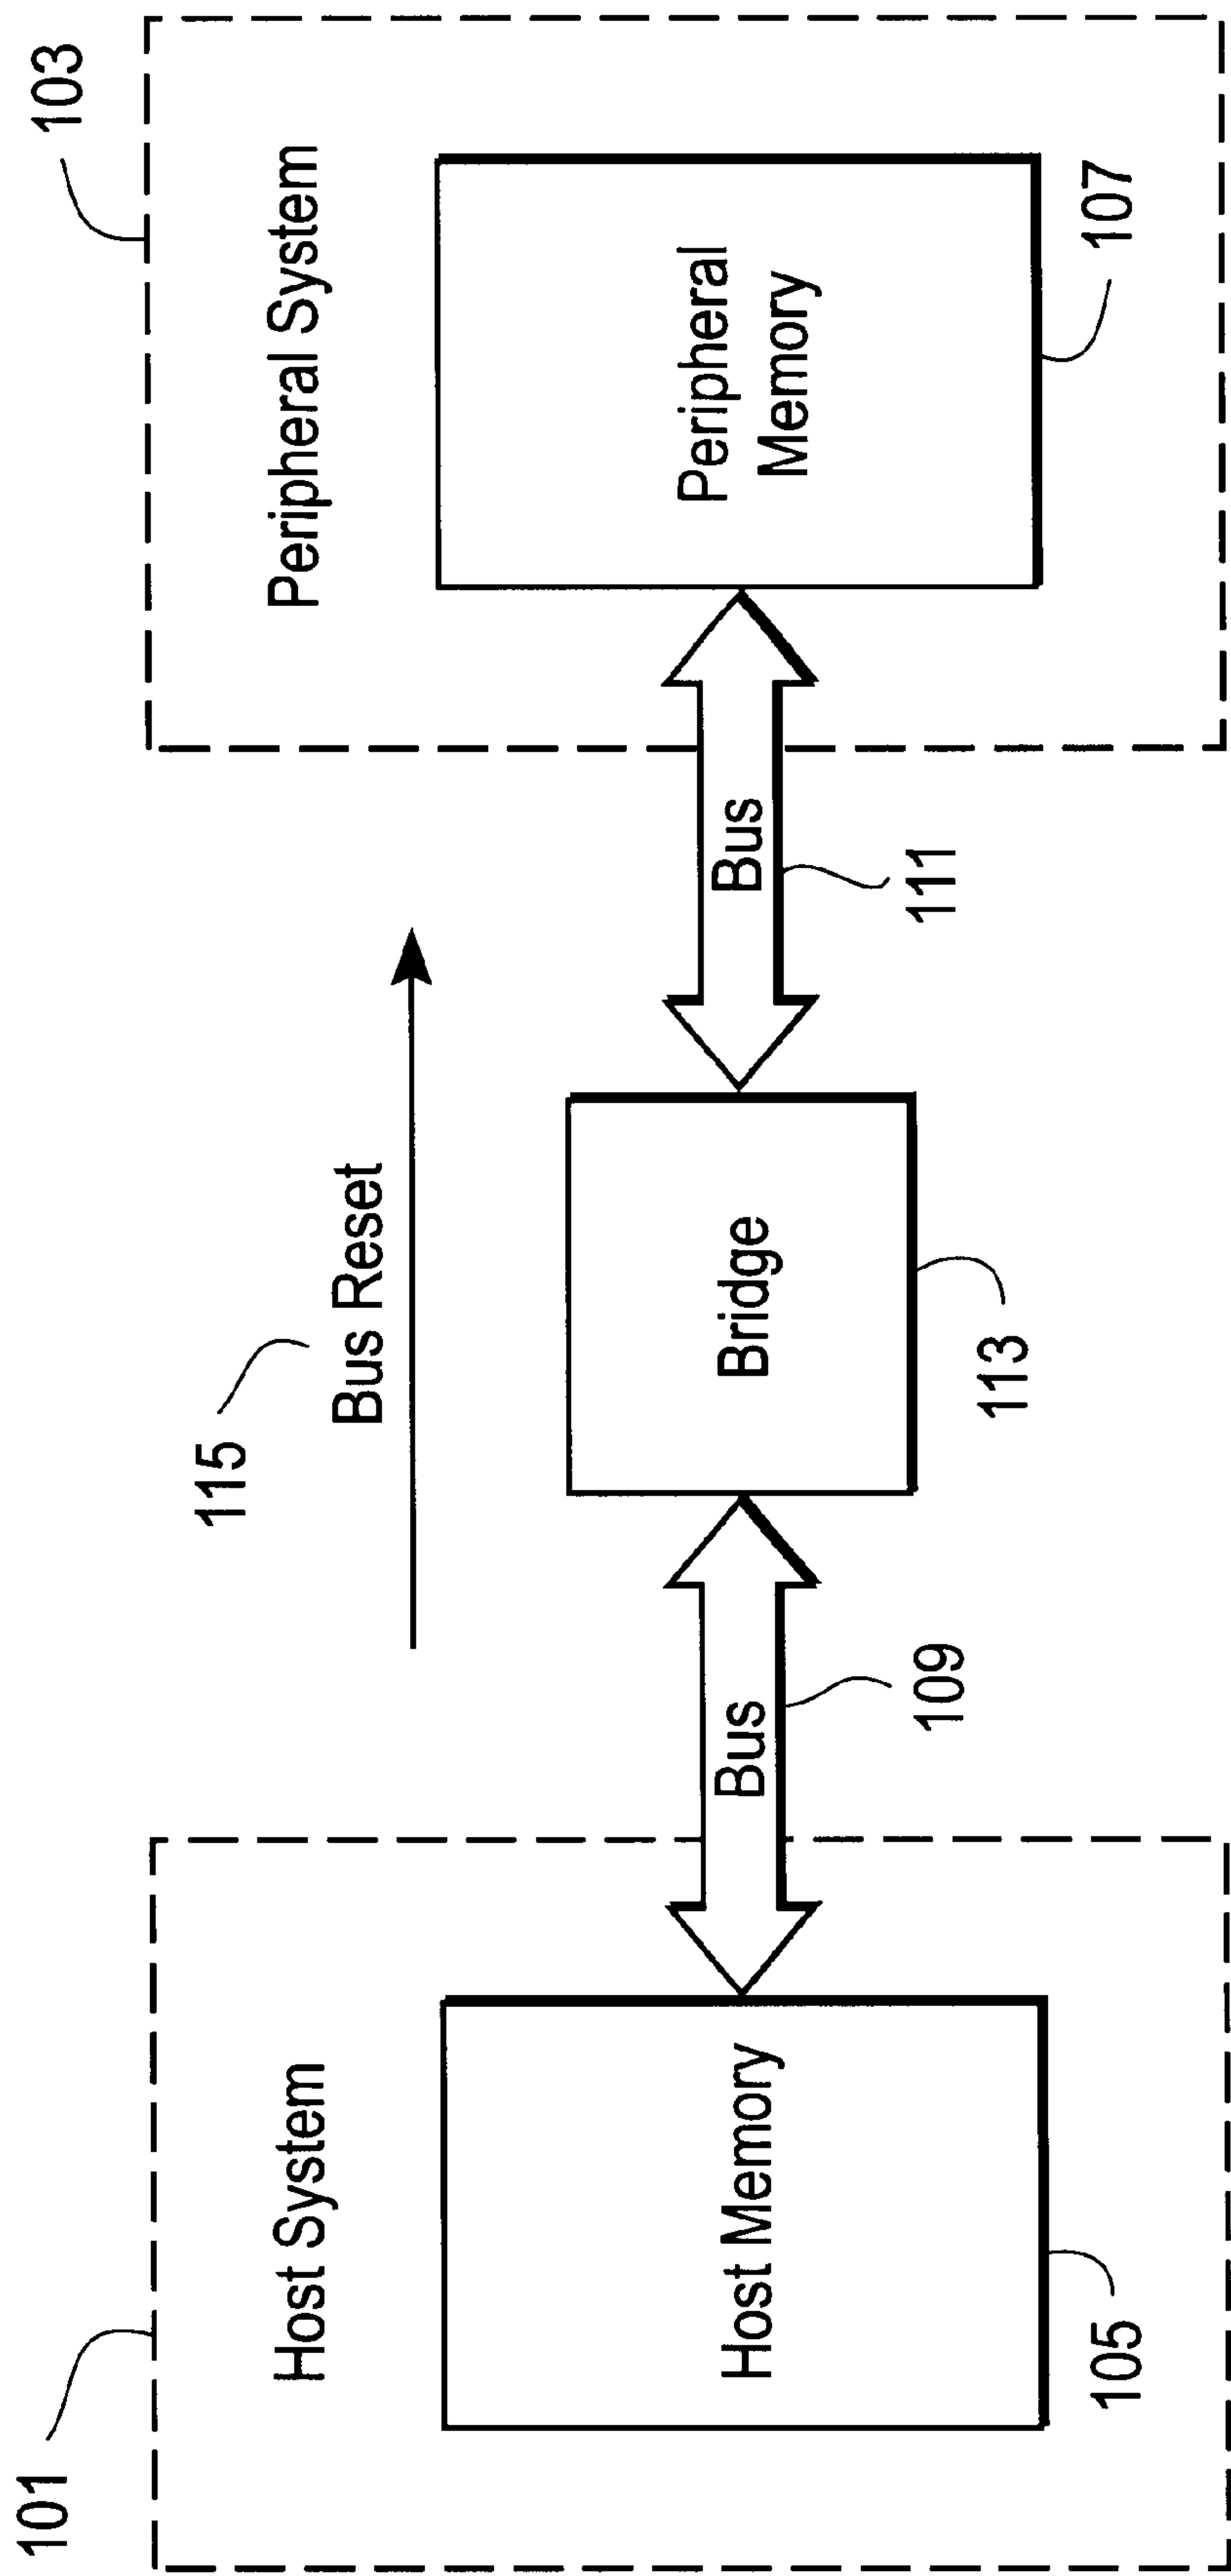 101
103
115
Host System
Bus Reset
Peripheral System
Host Memory
Bus
Bridge
Bus
Peripheral
Memory
105
109
113
111
107